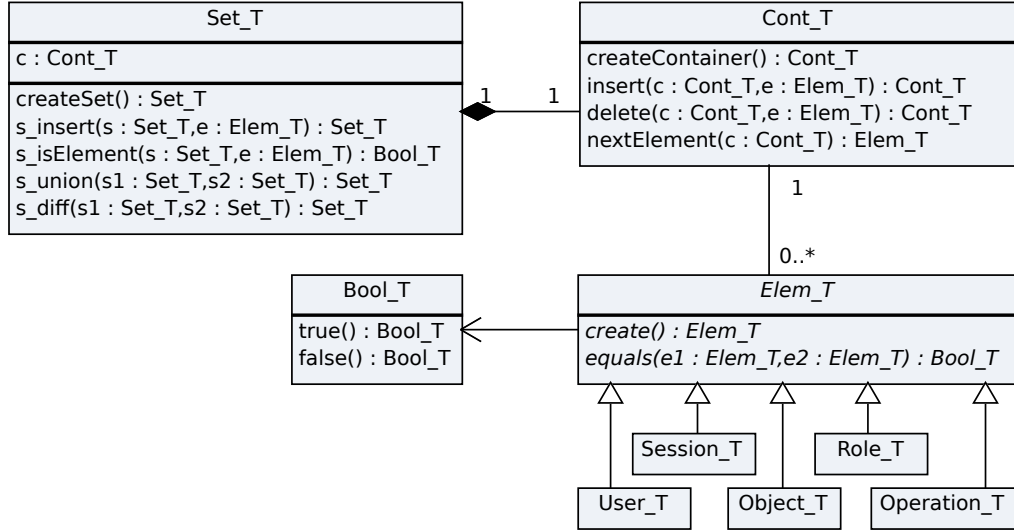 Set_T
c : Cont_T
createSet() : Set_T
s_insert(s : Set_T,e : Elem_T) : Set_T
s_isElement(s : Set_T,e : Elem_T) : Bool_T
s_union(s1 : Set_T,s2 : Set_T) : Set_T
s_diff(s1 : Set_T,s2 : Set_T) : Set_T
1
1
Cont_T
createContainer() : Cont_T
insert(c : Cont_T,e : Elem_T) : Cont_T
delete(c : Cont_T,e : Elem_T) : Cont_T
nextElement(c : Cont_T) : Elem_T
1
0..*
Bool_T
true() : Bool_T
false() : Bool_T
Elem_T
create() : Elem_T
equals(e1 : Elem_T,e2 : Elem_T) : Bool_T
Session_T
Role_T
User_T
Object_T
Operation_T